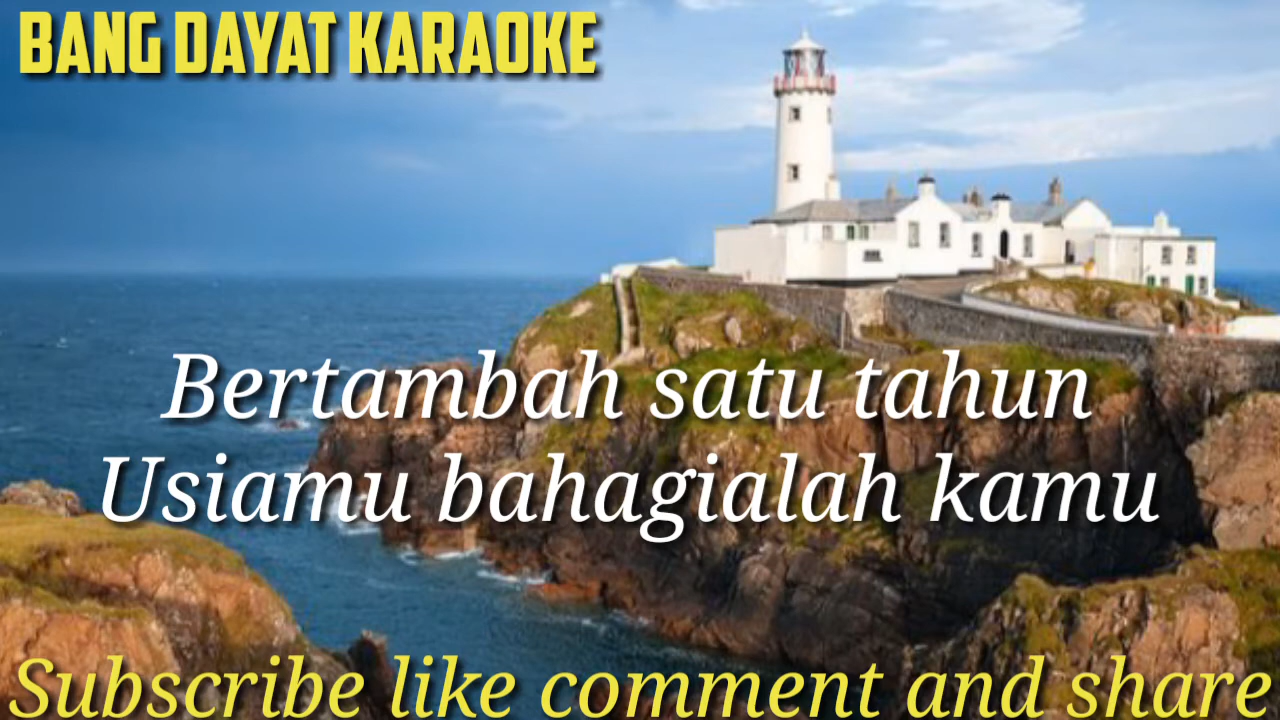 BANG DAYAT KARAOKE
Bertambah satu tahun
Usiamu bahagialah kamu
Subscribe like comment and share